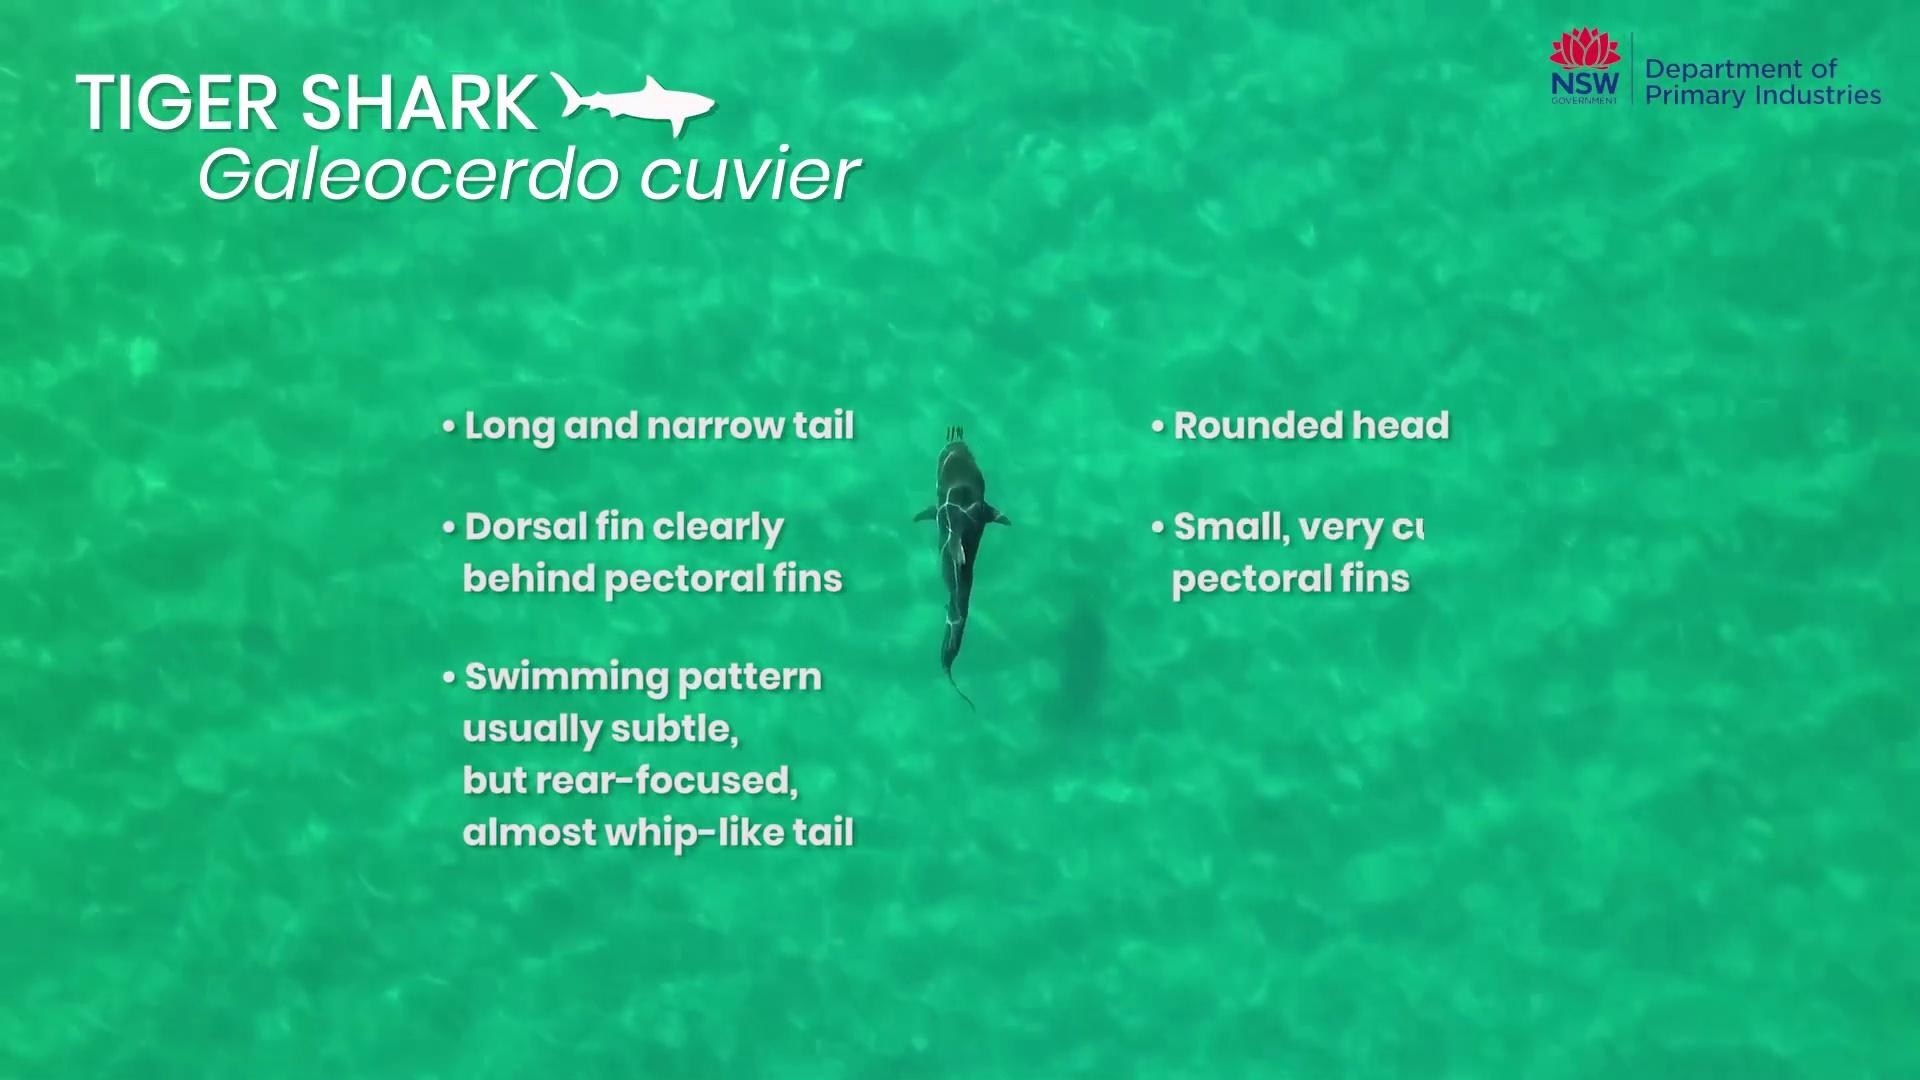 TIGER SHARK
Galeocerdo cuvier
NSW
GOVERNMENT
Department of
Primary Industries
• Long and narrow tail
• Dorsal fin clearly
behind pectoral fins
• Swimming pattern
usually subtle,
but rear-focused,
almost whip-like tail
• Rounded head
• Small, very
pectoral fins